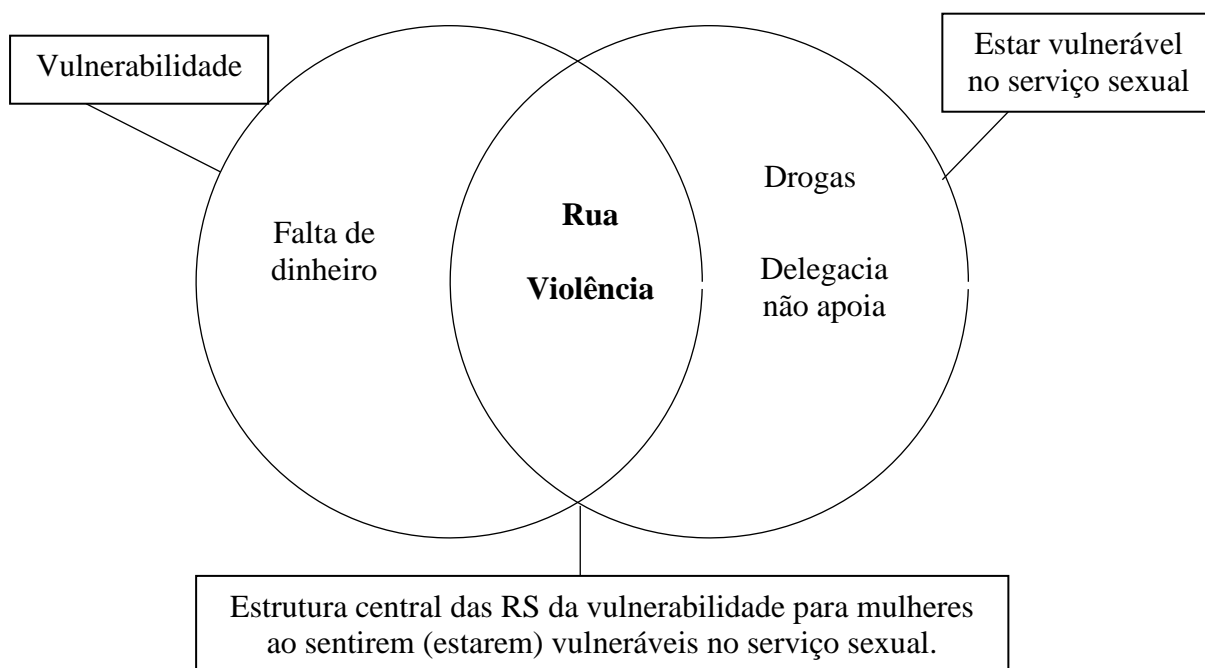 Vulnerabilidade
Estar vulnerável
no serviço sexual
Falta de
dinheiro
Rua
Violência
Drogas
Delegacia
não apoia
Estrutura central das RS da vulnerabilidade para mulheres
ao sentirem (estarem) vulneráveis no serviço sexual.